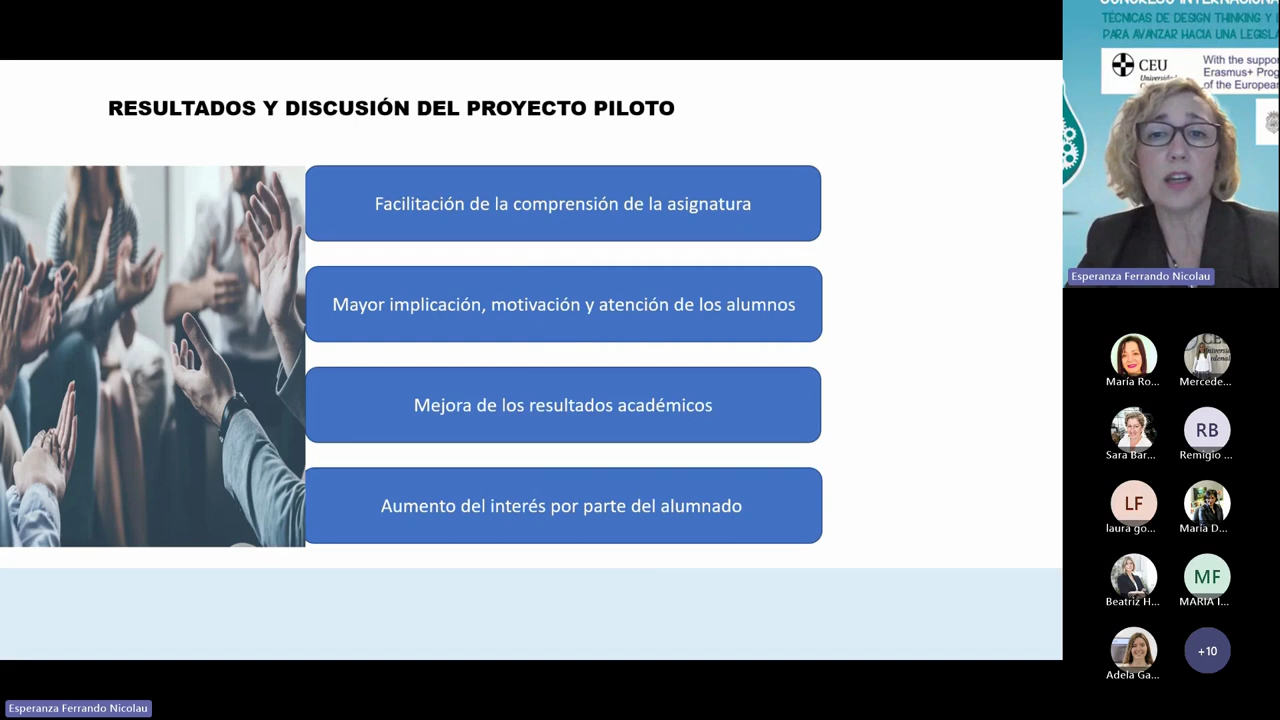 RESULTADOS Y DISCUSIÓN DEL PROYECTO PILOTO
Facilitación de la comprensión de la asignatura
Mayor implicación, motivación y atención de los alumnos
Mejora de los resultados académicos
Aumento del interés por parte del alumnado
CONGRESO INTERNACIONA
TÉCNICAS DE DESIGN THINKING Y
PARA AVANZAR HACIA UNA LEGISLA
CEU
With the suppo
Erasmus+ Prog
of the European
Esperanza Ferrando Nicolau
María Ro...
Mercede...
Sara Bar...
RB
Remigio ...
LF
laura go...
María D...
Beatriz H...
MF
MARIA I...
Adela Ga...
+10
Esperanza Ferrando Nicolau